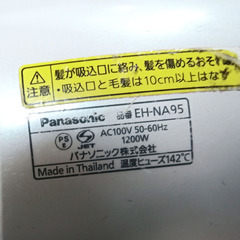 髪が吸込口に絡み、髪を傷めるおそ
注意
・吸込口と毛髪は10cm以上はな
Panasonic 品番 EH-NA95
PS E JET AC100V 50-60Hz
1200W
パナソニック株式会社
Made in Thailand 温度ヒューズ142℃